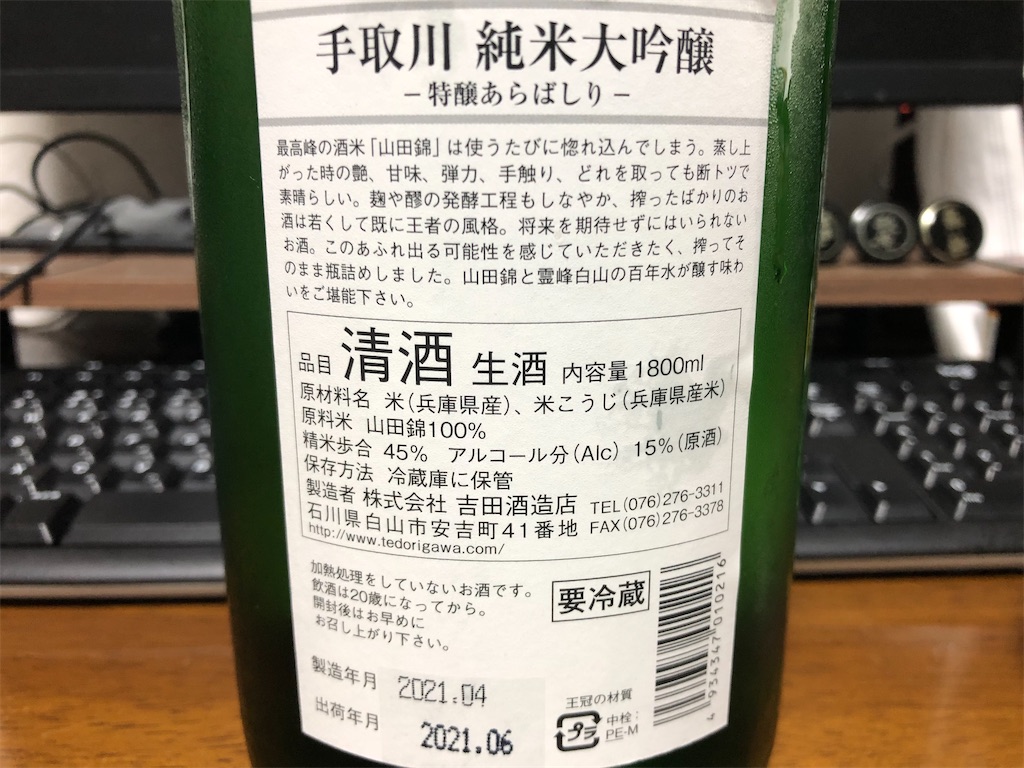 手取川 純米大吟醸
−特醸あらばしり−
最高峰の酒米「山田錦」は使うたびに惚れ込んでしまう。蒸し上
がった時の艶、甘味、弾力、手触り、どれを取っても断トツで
素晴らしい。麹や醪の発酵工程もしなやか、搾ったばかりのお
酒は若くして既に王者の風格。将来を期待せずにはいられない
お酒。このあふれ出る可能性を感じていただきたく、搾ってそ
のまま瓶詰めしました。山田錦と霊峰白山の百年水が醸す味わ
いをご堪能下さい。
品目 清酒 生酒 内容量 1800ml
原材料名 米(兵庫県産)、米こうじ(兵庫県産米)
原料米 山田錦100%
精米歩合 45% アルコール分(Alc) 15%(原酒)
保存方法 冷蔵庫に保管
製造者 株式会社 吉田酒造店 TEL(076)276-3311
石川県白山市安吉町41番地 FAX(076)276-3378
http://www.tedorigawa.com/
加熱処理をしていないお酒です。
飲酒は20歳になってから。
開封後はお早めに
お召し上がり下さい。
要冷蔵
4934347010216
製造年月 2021.04
出荷年月 2021.06
王冠の材質
プラ
中栓:
PE-M